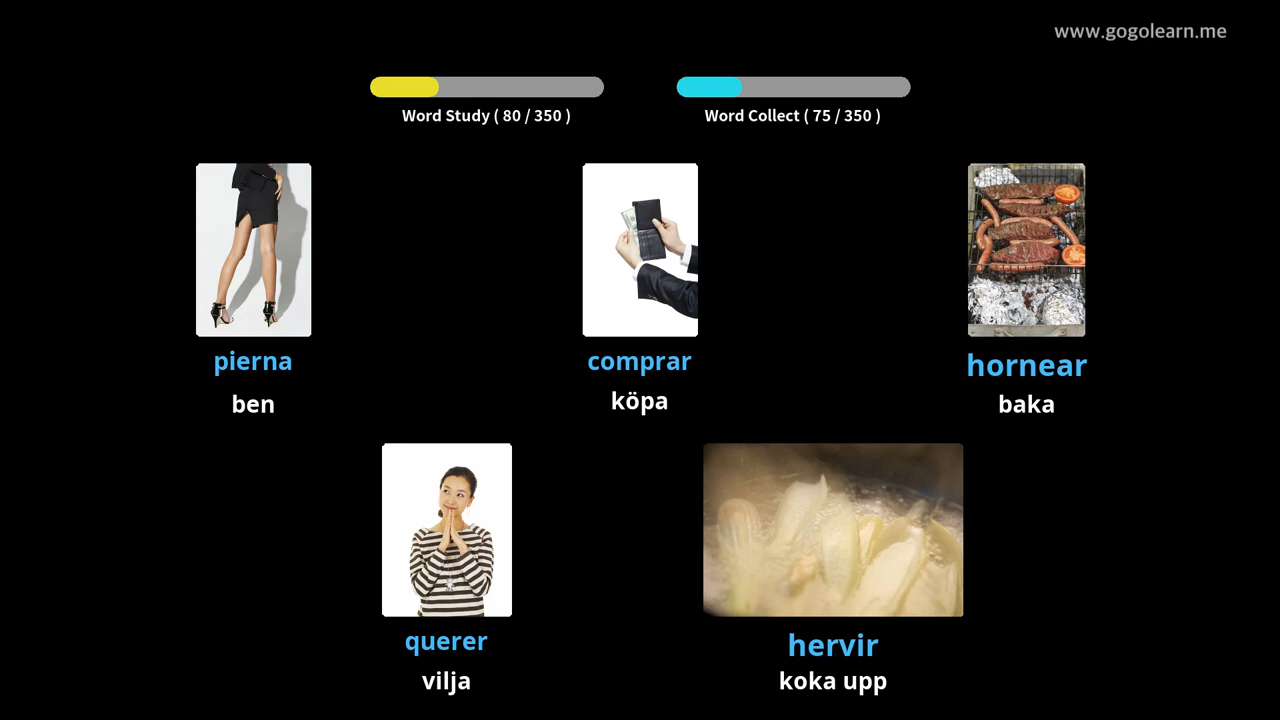 www.gogolearn.me
Word Study ( 80 / 350 )
Word Collect ( 75 / 350 )
pierna
ben
comprar
köpa
hornear
baka
querer
vilja
hervir
koka upp